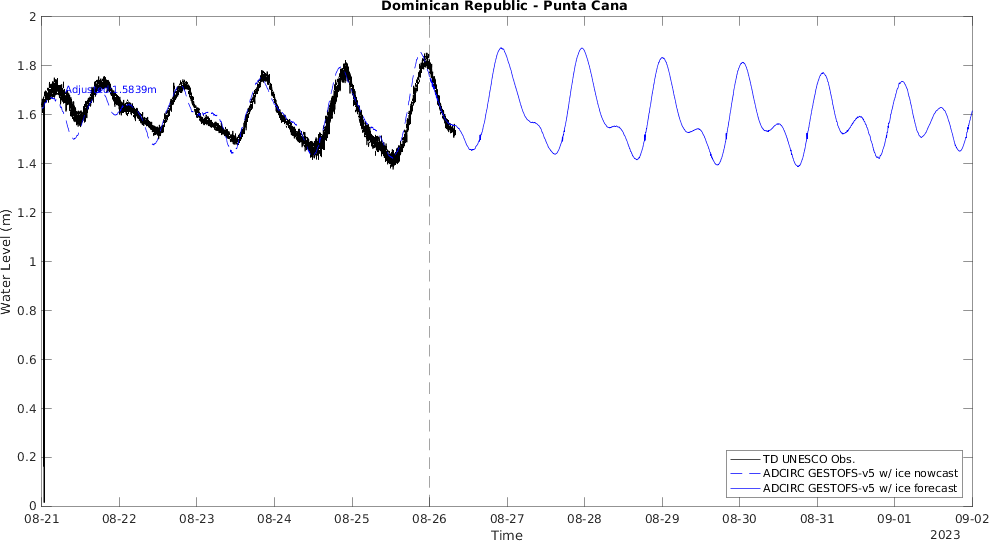 Dominican Republic - Punta Cana
2
1.8
1.6
1.4
1.2
1
0.8
0.6
0.4
0.2
0
Water Level (m)
Adjusted 1.5839m
TD UNESCO Obs.
ADCIRC GESTOFS-v5 w/ ice nowcast
ADCIRC GESTOFS-v5 w/ ice forecast
08-21 08-22 08-23 08-24 08-25 08-26 08-27 08-28 08-29 08-30 08-31 09-01 09-02
Time
2023